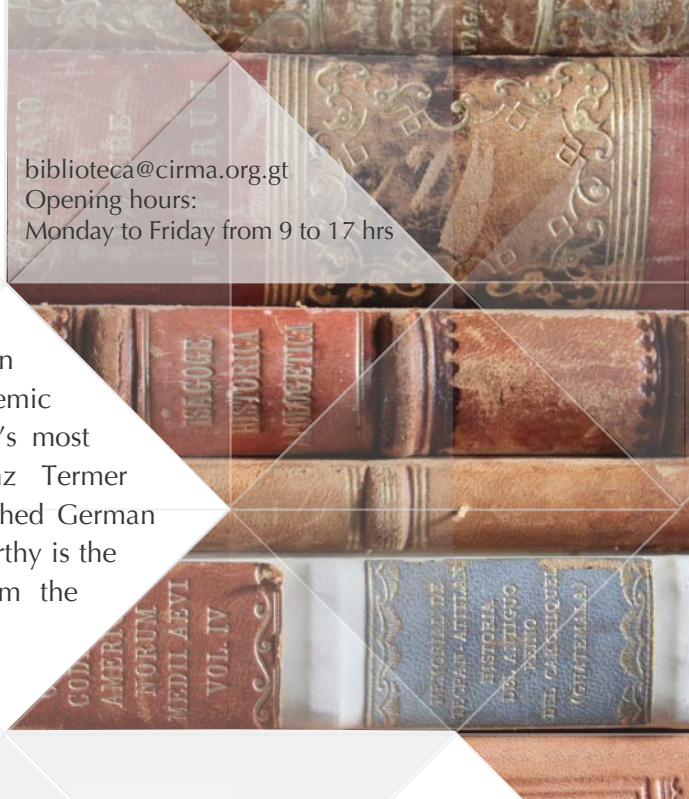 biblioteca@cirma.org.gt
Opening hours:
Monday to Friday from 9 to 17 hrs
ISAGOGE
HISTORICA
APOLOGETICA
n
emic
's most
z Termer
hed German
rthy is the
m the
AMERI
NORUM
MEDII AEVI
VOL. IV
MEMORIAL DE
TECPAN-ATITLAN
HISTORIA
DEL ANTIGUO
REINO
DEL CAKCHIQUEL
(GUATEMALA)